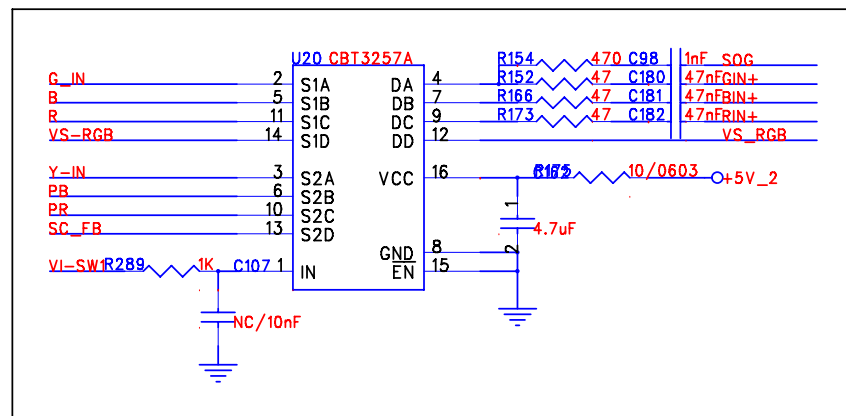 U20 CBT3257A
R154 470 C98 1nF SOG
G_IN 2 S1A DA 4 R152 47 C180 47nF GIN+
B 5 S1B DB 7 R166 47 C181 47nF BIN+
R 11 S1C DC 9 R173 47 C182 47nF RIN+
VS-RGB 14 S1D DD 12 VS_RGB
Y-IN 3 S2A VCC 16 10/0603 +5V_2
PB 6 S2B
PR 10 S2C 1
SC_FB 13 S2D 4.7uF
GND 8 2
VI-SW1 R289 1K C107 1 IN EN 15
NC/10nF